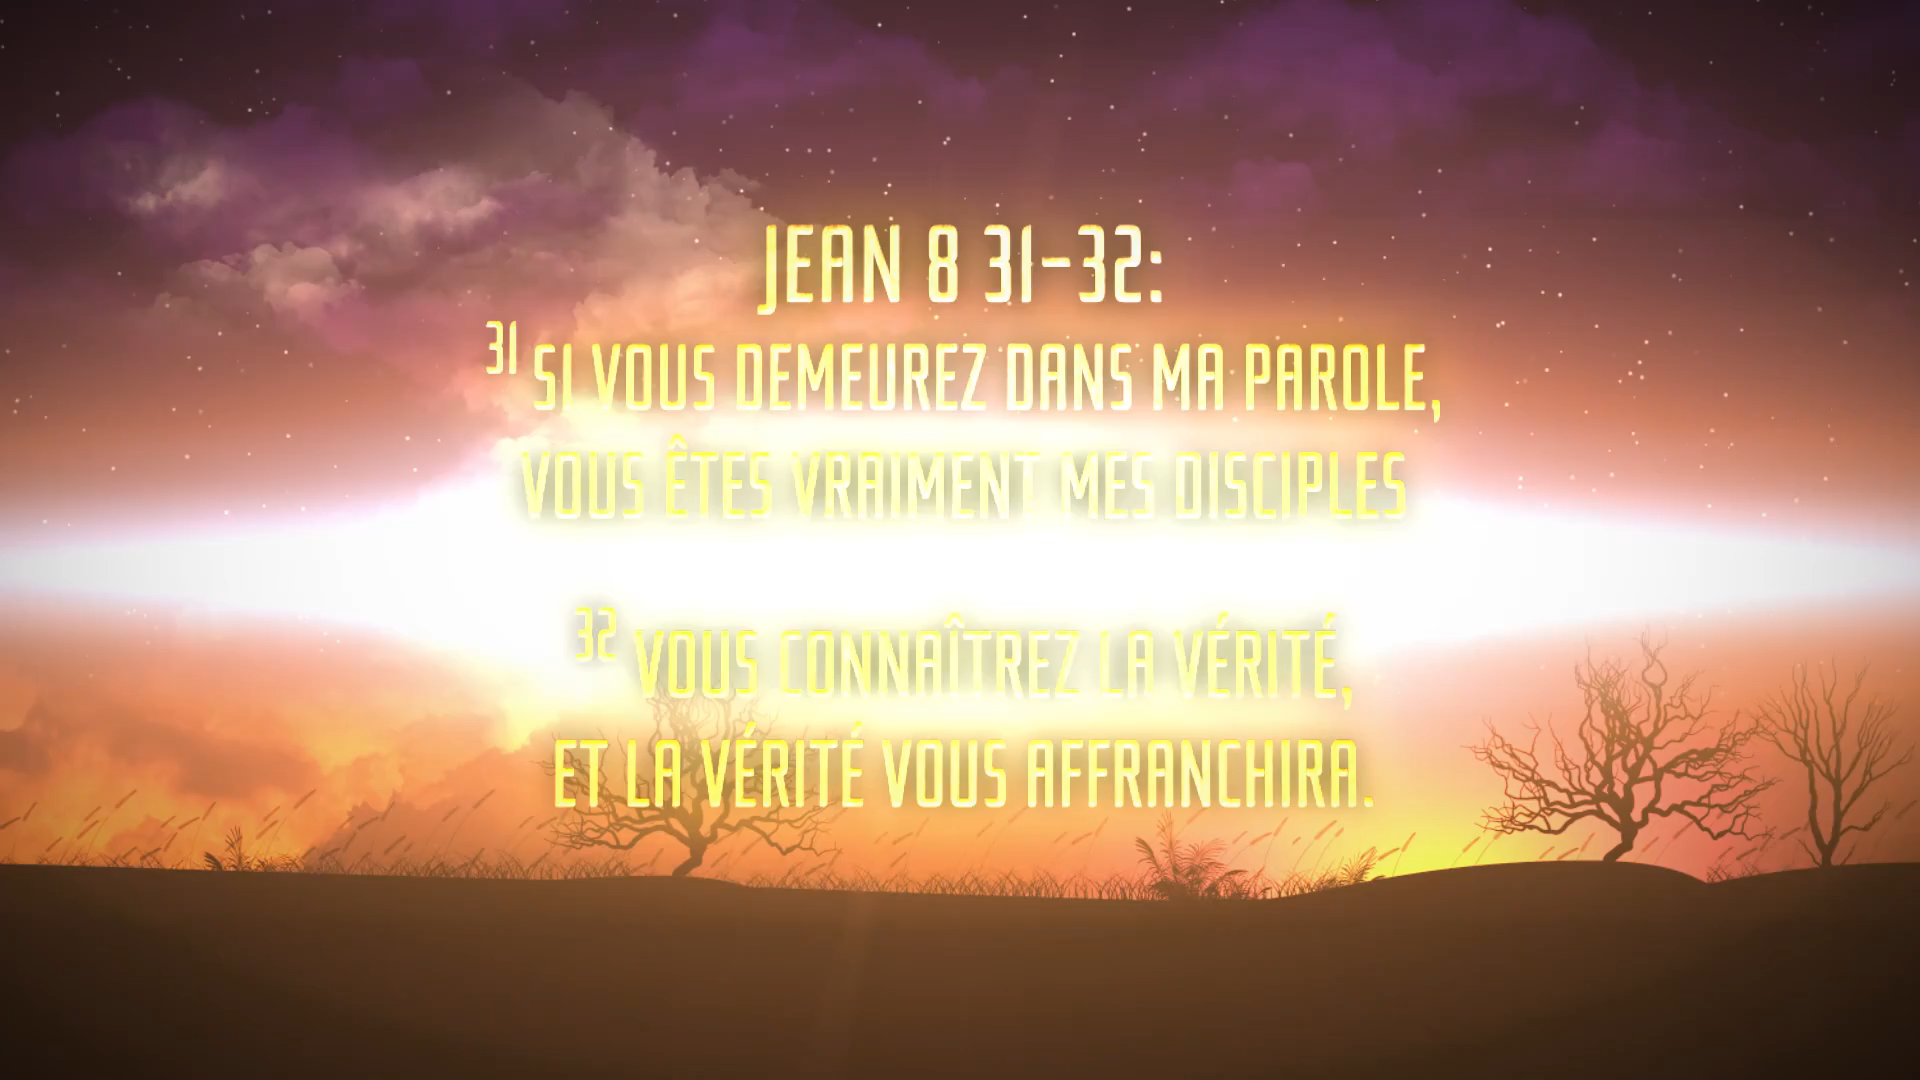 JEAN 8 31-32:
31 SI VOUS DEMEUREZ DANS MA PAROLE,
VOUS ÊTES VRAIMENT MES DISCIPLES
32 VOUS CONNAÎTREZ LA VÉRITÉ,
ET LA VÉRITÉ VOUS AFFRANCHIRA.